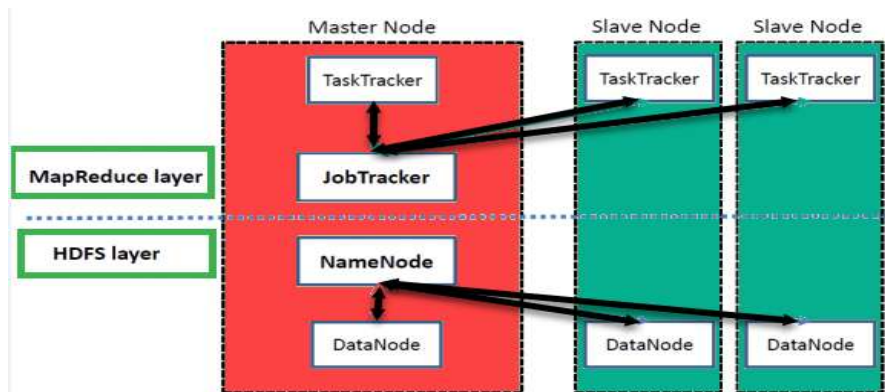 Master Node
Slave Node
Slave Node
TaskTracker
TaskTracker
TaskTracker
MapReduce layer
JobTracker
HDFS layer
NameNode
DataNode
DataNode
DataNode